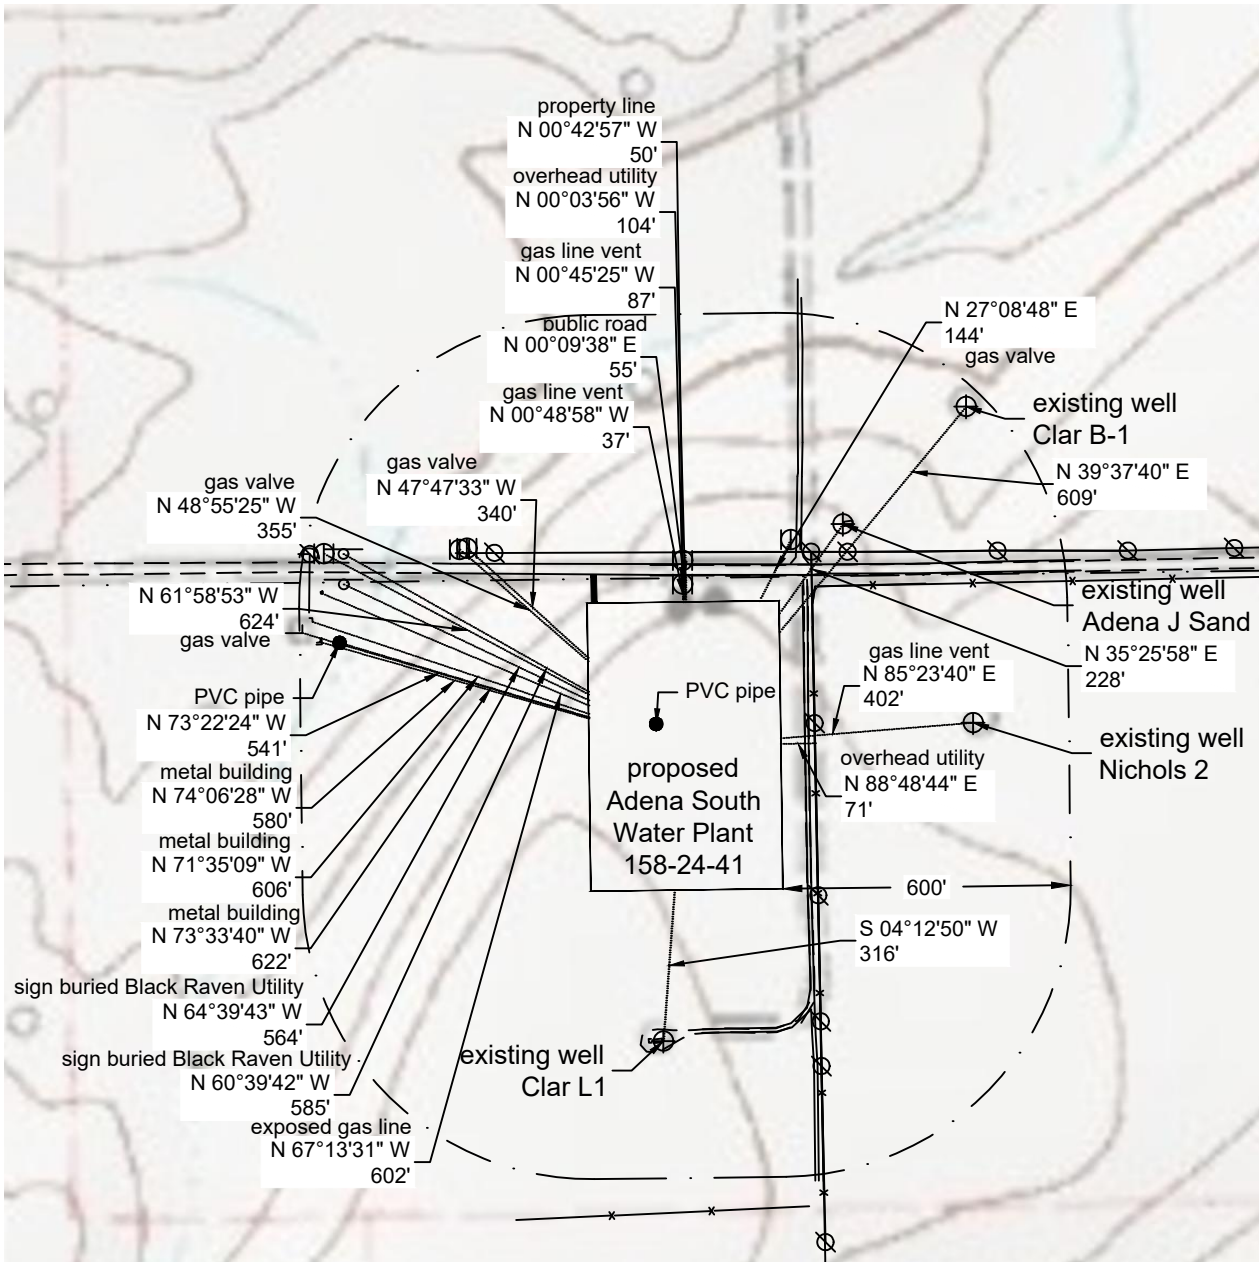 property line
N 00°42'57" W
50'
overhead utility
N 00°03'56" W
104'
gas line vent
N 00°45'25" W
87'
public road
N 00°09'38" E
55'
gas line vent
N 00°48'58" W
37'
N 27°08'48" E
144'
gas valve
existing well
Clar B-1
N 39°37'40" E
609'
gas valve
N 47°47'33" W
340'
gas valve
N 48°55'25" W
355'
N 61°58'53" W
624'
gas valve
existing well
Adena J Sand
N 35°25'58" E
228'
gas line vent
N 85°23'40" E
402'
PVC pipe
N 73°22'24" W
541'
PVC pipe
existing well
Nichols 2
overhead utility
N 88°48'44" E
71'
proposed
Adena South
Water Plant
158-24-41
metal building
N 74°06'28" W
580'
metal building
N 71°35'09" W
606'
metal building
N 73°33'40" W
622'
600'
S 04°12'50" W
316'
sign buried Black Raven Utility
N 64°39'43" W
564'
sign buried Black Raven Utility
N 60°39'42" W
585'
existing well
Clar L1
exposed gas line
N 67°13'31" W
602'